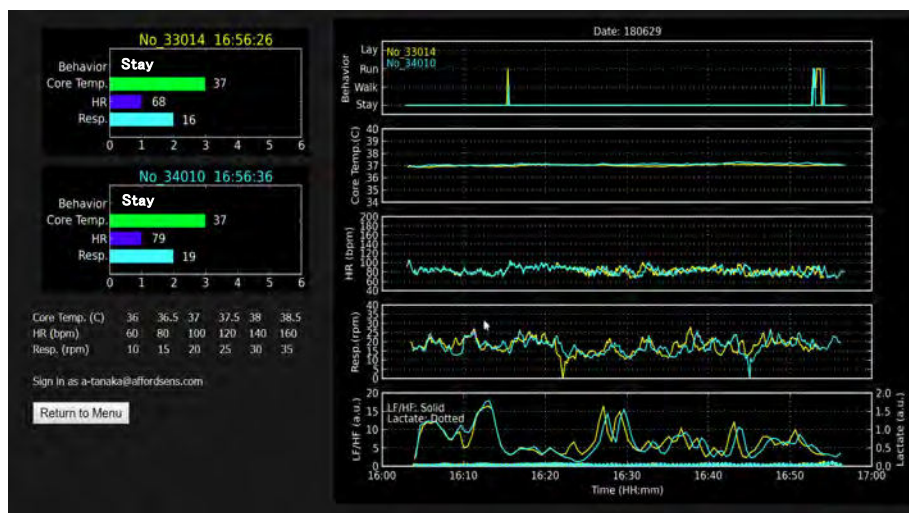 No_33014 16:56:26
Behavior Stay
Core Temp. 37
HR 68
Resp. 16
0 1 2 3 4 5 6
No_34010 16:56:36
Behavior Stay
Core Temp. 37
HR 79
Resp. 19
0 1 2 3 4 5 6
Core Temp. (C) 36 36.5 37 37.5 38 38.5
HR (bpm) 60 80 100 120 140 160
Resp. (rpm) 10 15 20 25 30 35
Sign in as a-tanaka@affordsens.com
Return to Menu
Date: 180629
Behavior
Lay
Run
Walk
Stay
No_33014
No_34010
Core Temp.(C)
40
39
38
37
36
35
34
HR (bpm)
200
180
160
140
120
100
80
60
40
Resp.(rpm)
40
35
30
25
20
15
10
5
0
LF/HF (a.u.)
20
15
10
5
0
LF/HF: Solid
Lactate: Dotted
2.0
1.5
1.0
0.5
0.0
Lactate (a.u.)
16:00 16:10 16:20 16:30 16:40 16:50 17:00
Time (HH:mm)